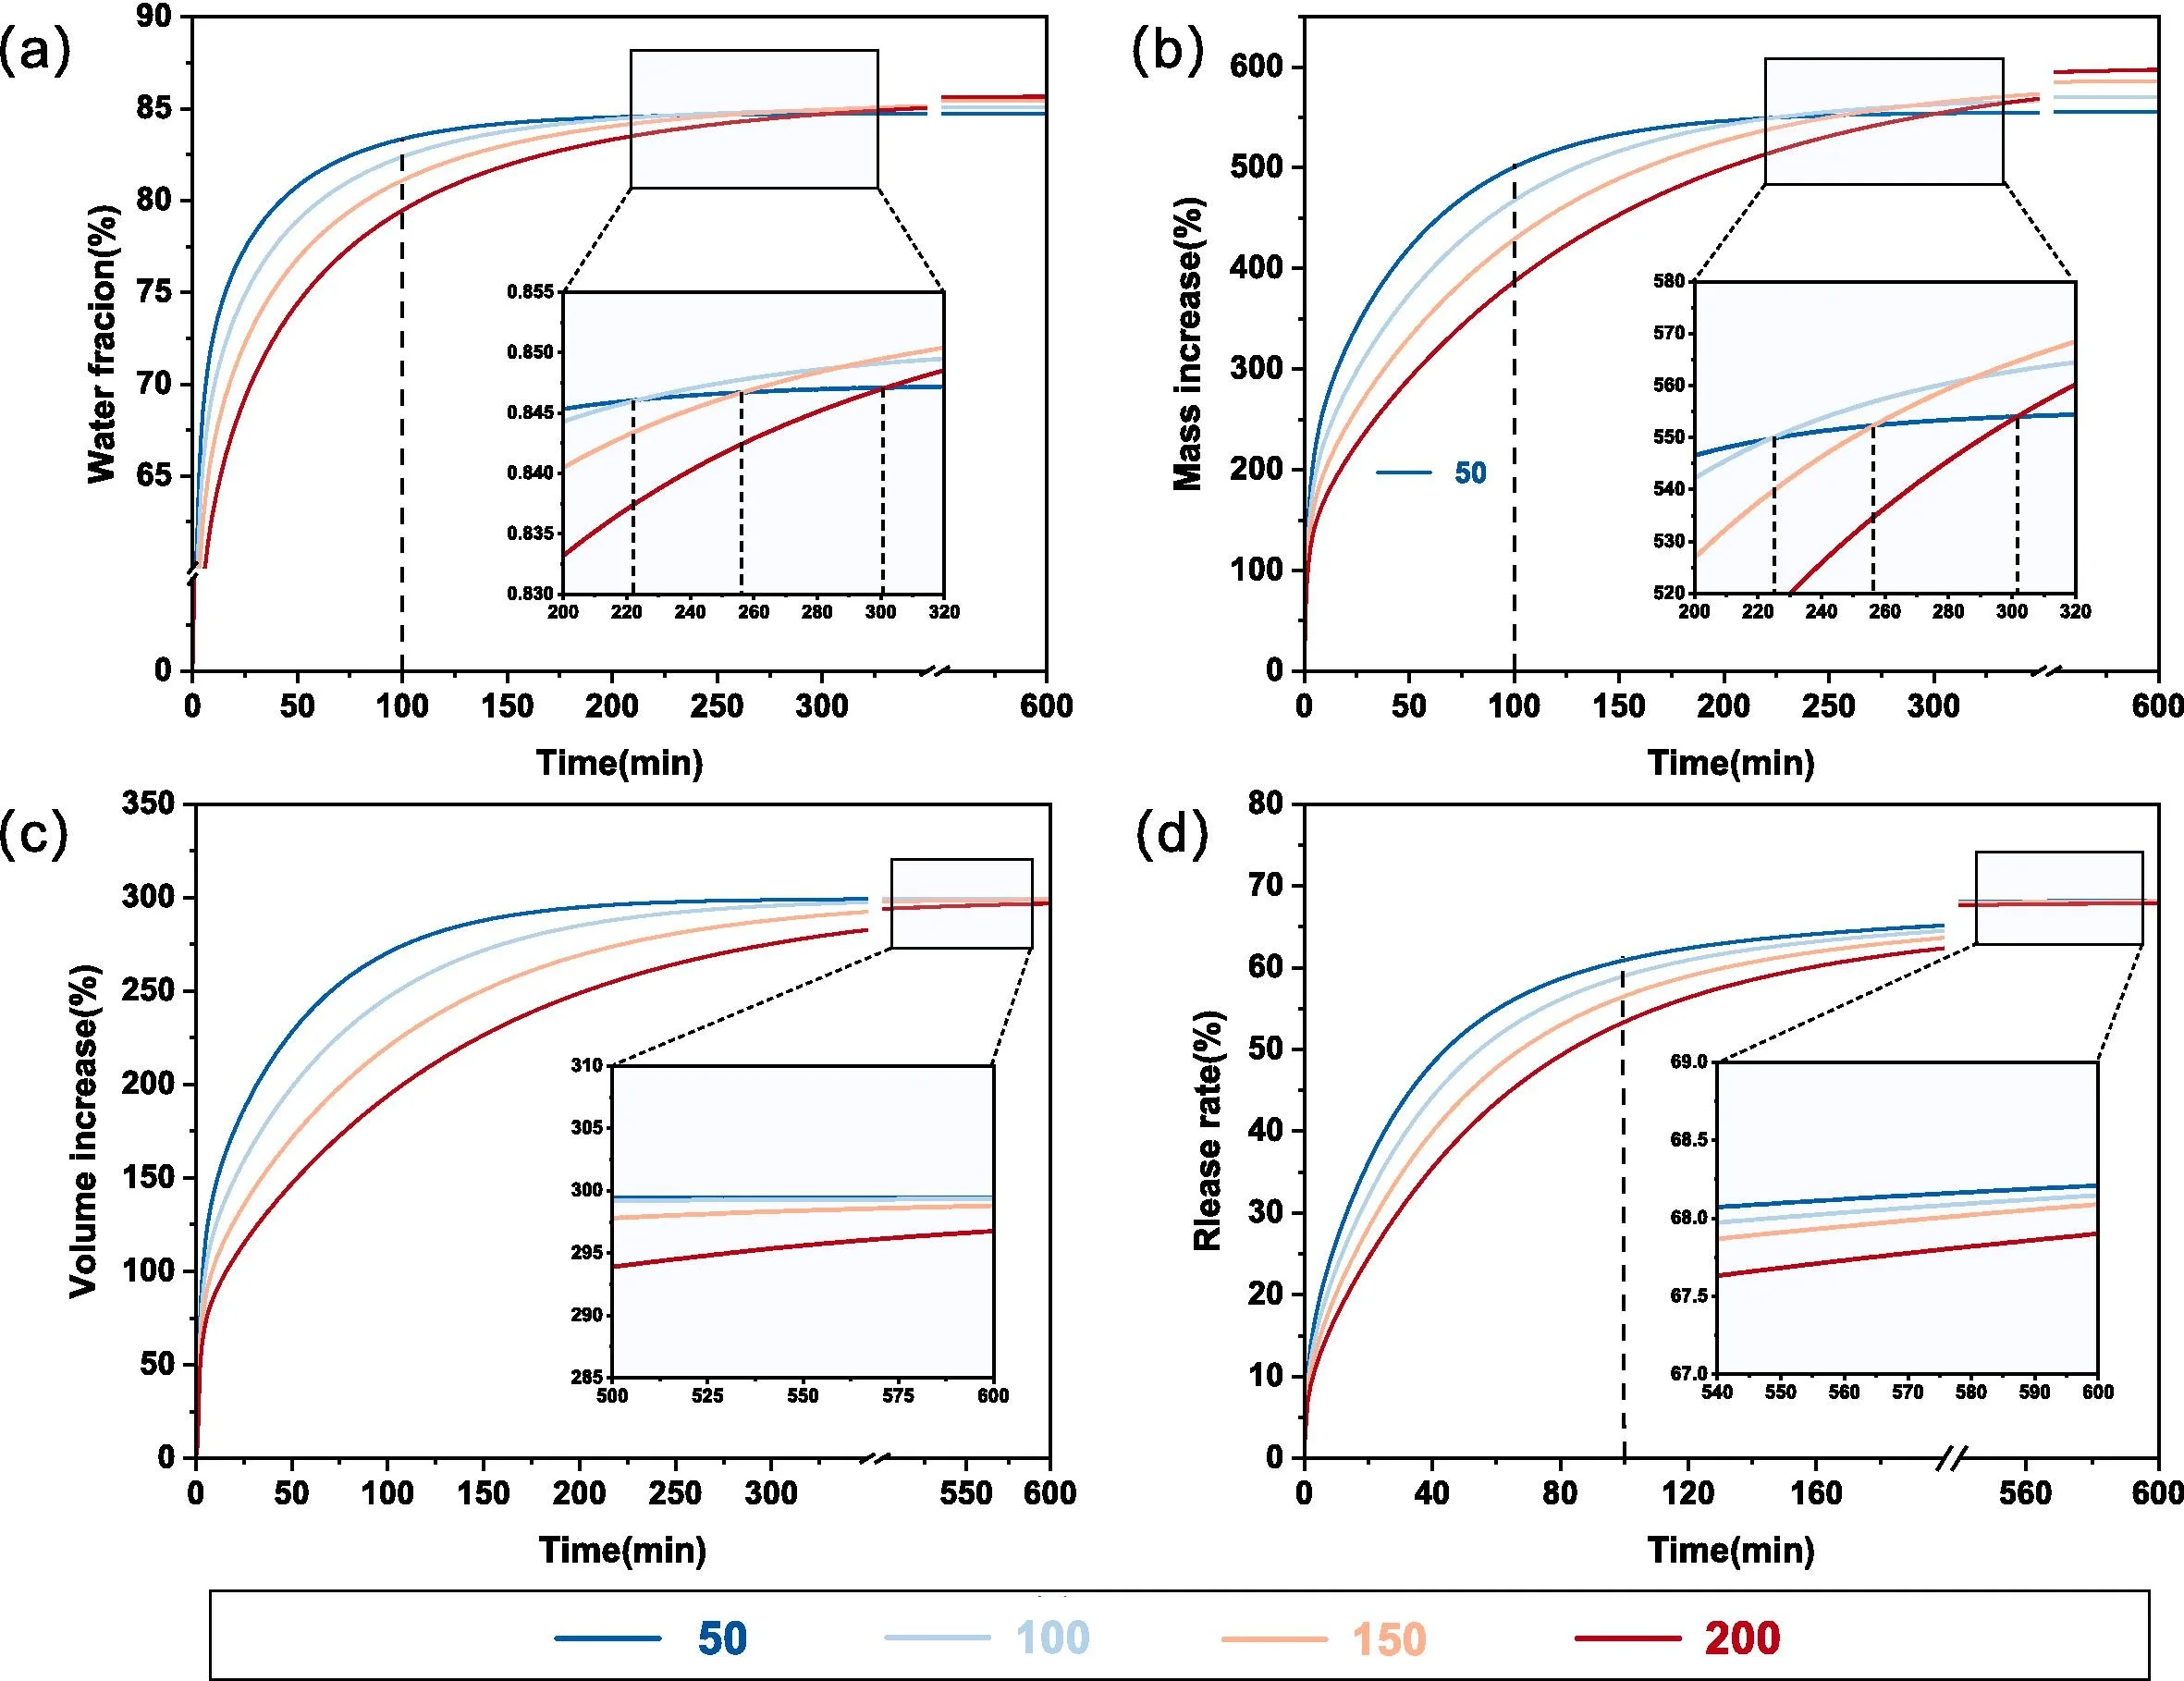 (a)
90
85
80
75
70
65
0
Water fracion(%)
0 50 100 150 200 250 300 600
Time(min)
0.855
0.850
0.845
0.840
0.835
0.830
200 220 240 260 280 300 320
(b)
600
500
400
300
200
100
0
Mass increase(%)
50
0 50 100 150 200 250 300 600
Time(min)
580
570
560
550
540
530
520
200 220 240 260 280 300 320
(c)
350
300
250
200
150
100
50
0
Volume increase(%)
0 50 100 150 200 250 300 550 600
Time(min)
310
305
300
295
290
285
500 525 550 575 600
(d)
80
70
60
50
40
30
20
10
0
Rlease rate(%)
0 40 80 120 160 560 600
Time(min)
69.0
68.5
68.0
67.5
67.0
540 550 560 570 580 590 600
50 100 150 200